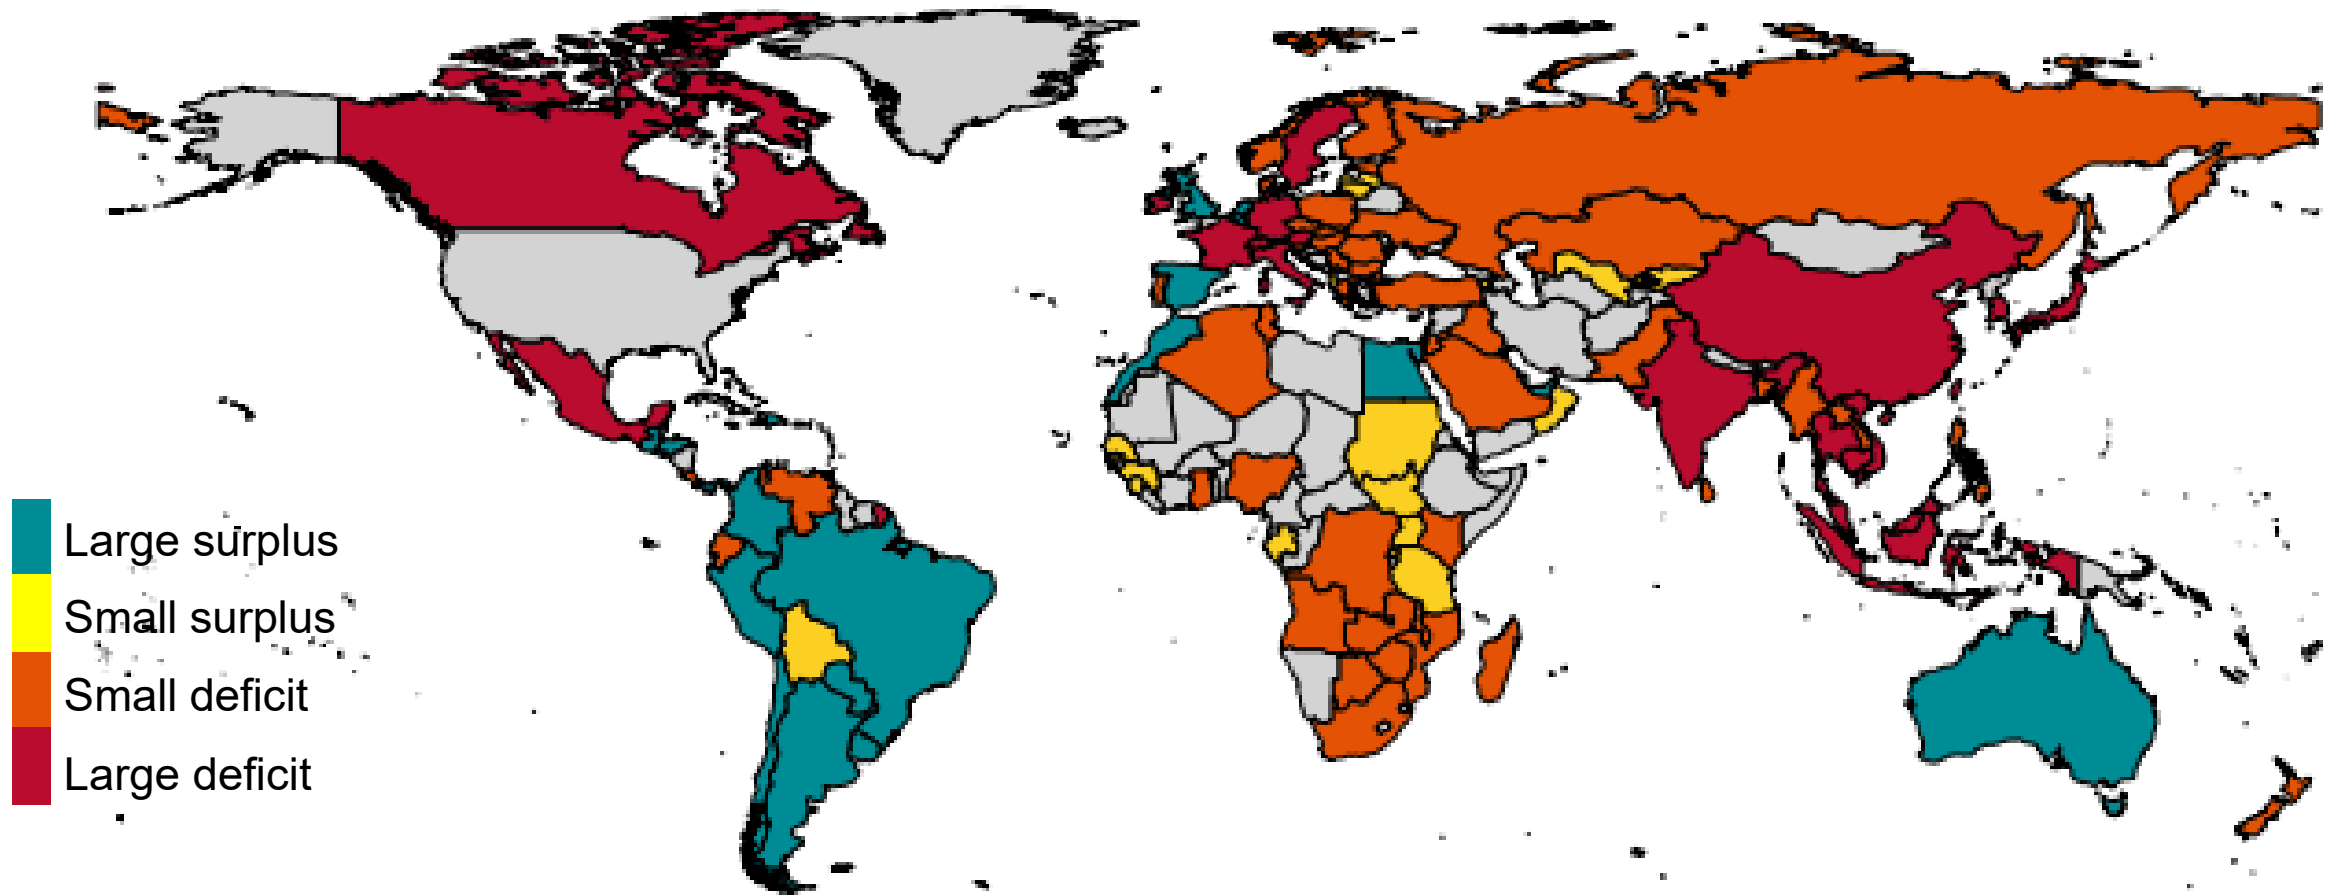 Large surplus
Small surplus
Small deficit
Large deficit